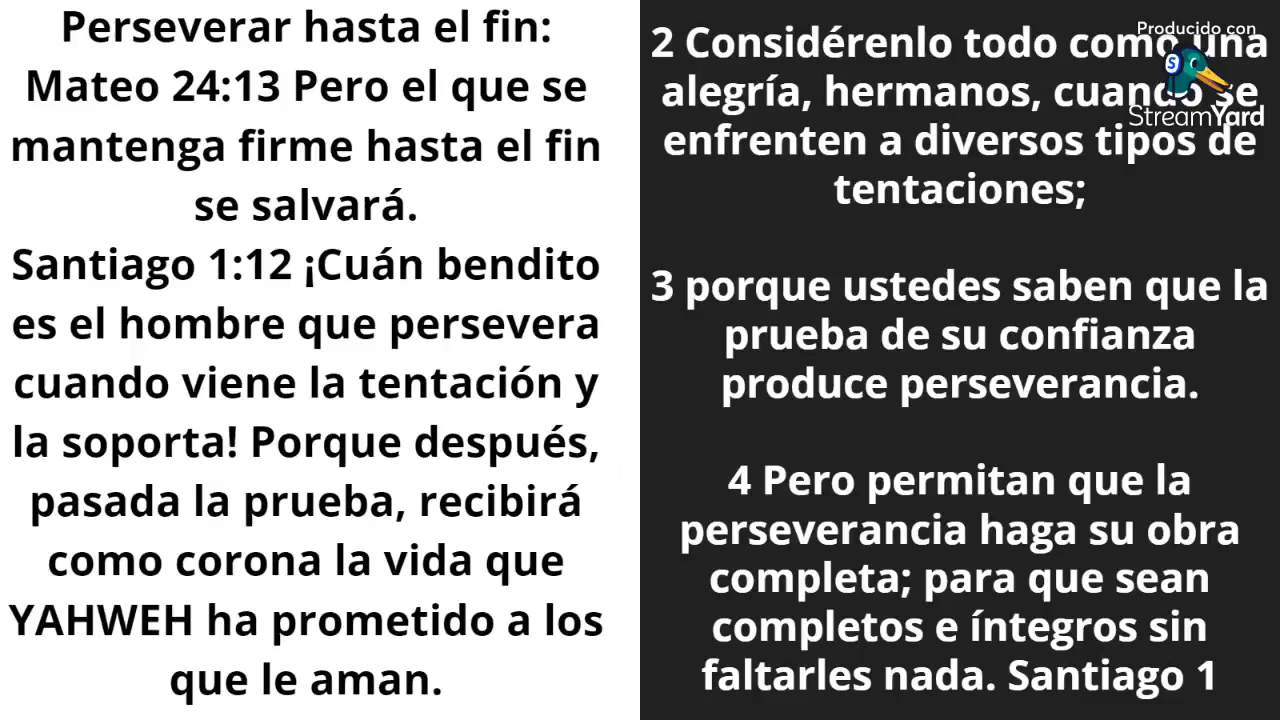 Perseverar hasta el fin:
Mateo 24:13 Pero el que se
mantenga firme hasta el fin
se salvará.
Santiago 1:12 ¡Cuán bendito
es el hombre que persevera
cuando viene la tentación y
la soporta! Porque después,
pasada la prueba, recibirá
como corona la vida que
YAHWEH ha prometido a los
que le aman.
Producido con
StreamYard
2 Considérenlo todo como una
alegría, hermanos, cuando se
enfrenten a diversos tipos de
tentaciones;
3 porque ustedes saben que la
prueba de su confianza
produce perseverancia.
4 Pero permitan que la
perseverancia haga su obra
completa; para que sean
completos e íntegros sin
faltarles nada. Santiago 1